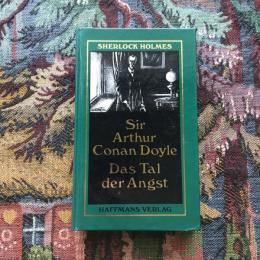 SHERLOCK HOLMES
Sir
Arthur
Conan Doyle
Das Tal
der Angst
HAFFMANS VERLAG